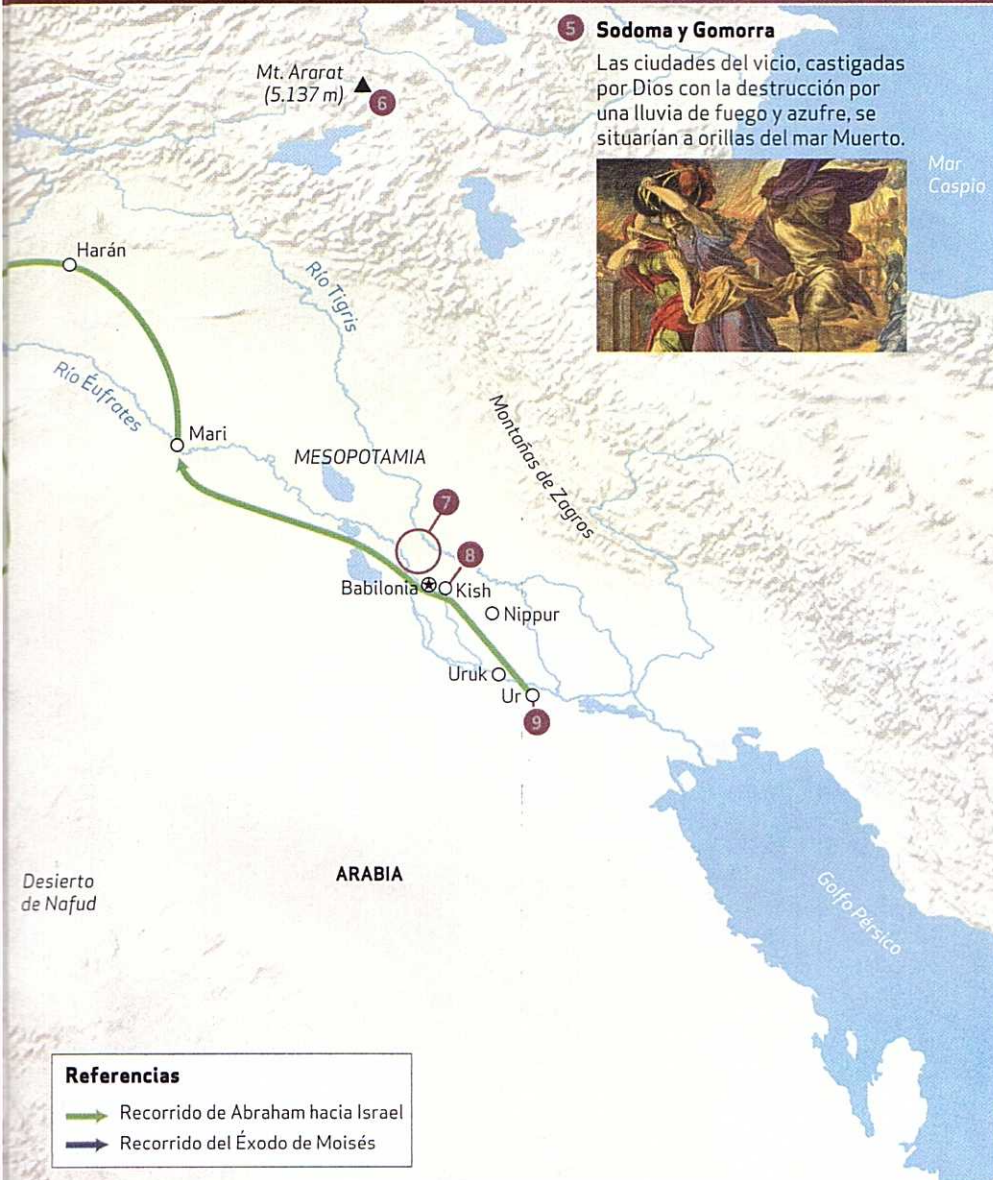 5 Sodoma y Gomorra
Las ciudades del vicio, castigadas
por Dios con la destrucción por
una lluvia de fuego y azufre, se
situarían a orillas del mar Muerto.
Mt. Ararat
(5.137 m)
6
Mar
Caspio
Harán
Río Tigris
Río Éufrates
Mari
MESOPOTAMIA
Montañas de Zagros
7
8
Babilonia
Kish
Nippur
Uruk
Ur
9
ARABIA
Desierto
de Nafud
Golfo Pérsico
Referencias
Recorrido de Abraham hacia Israel
Recorrido del Éxodo de Moisés